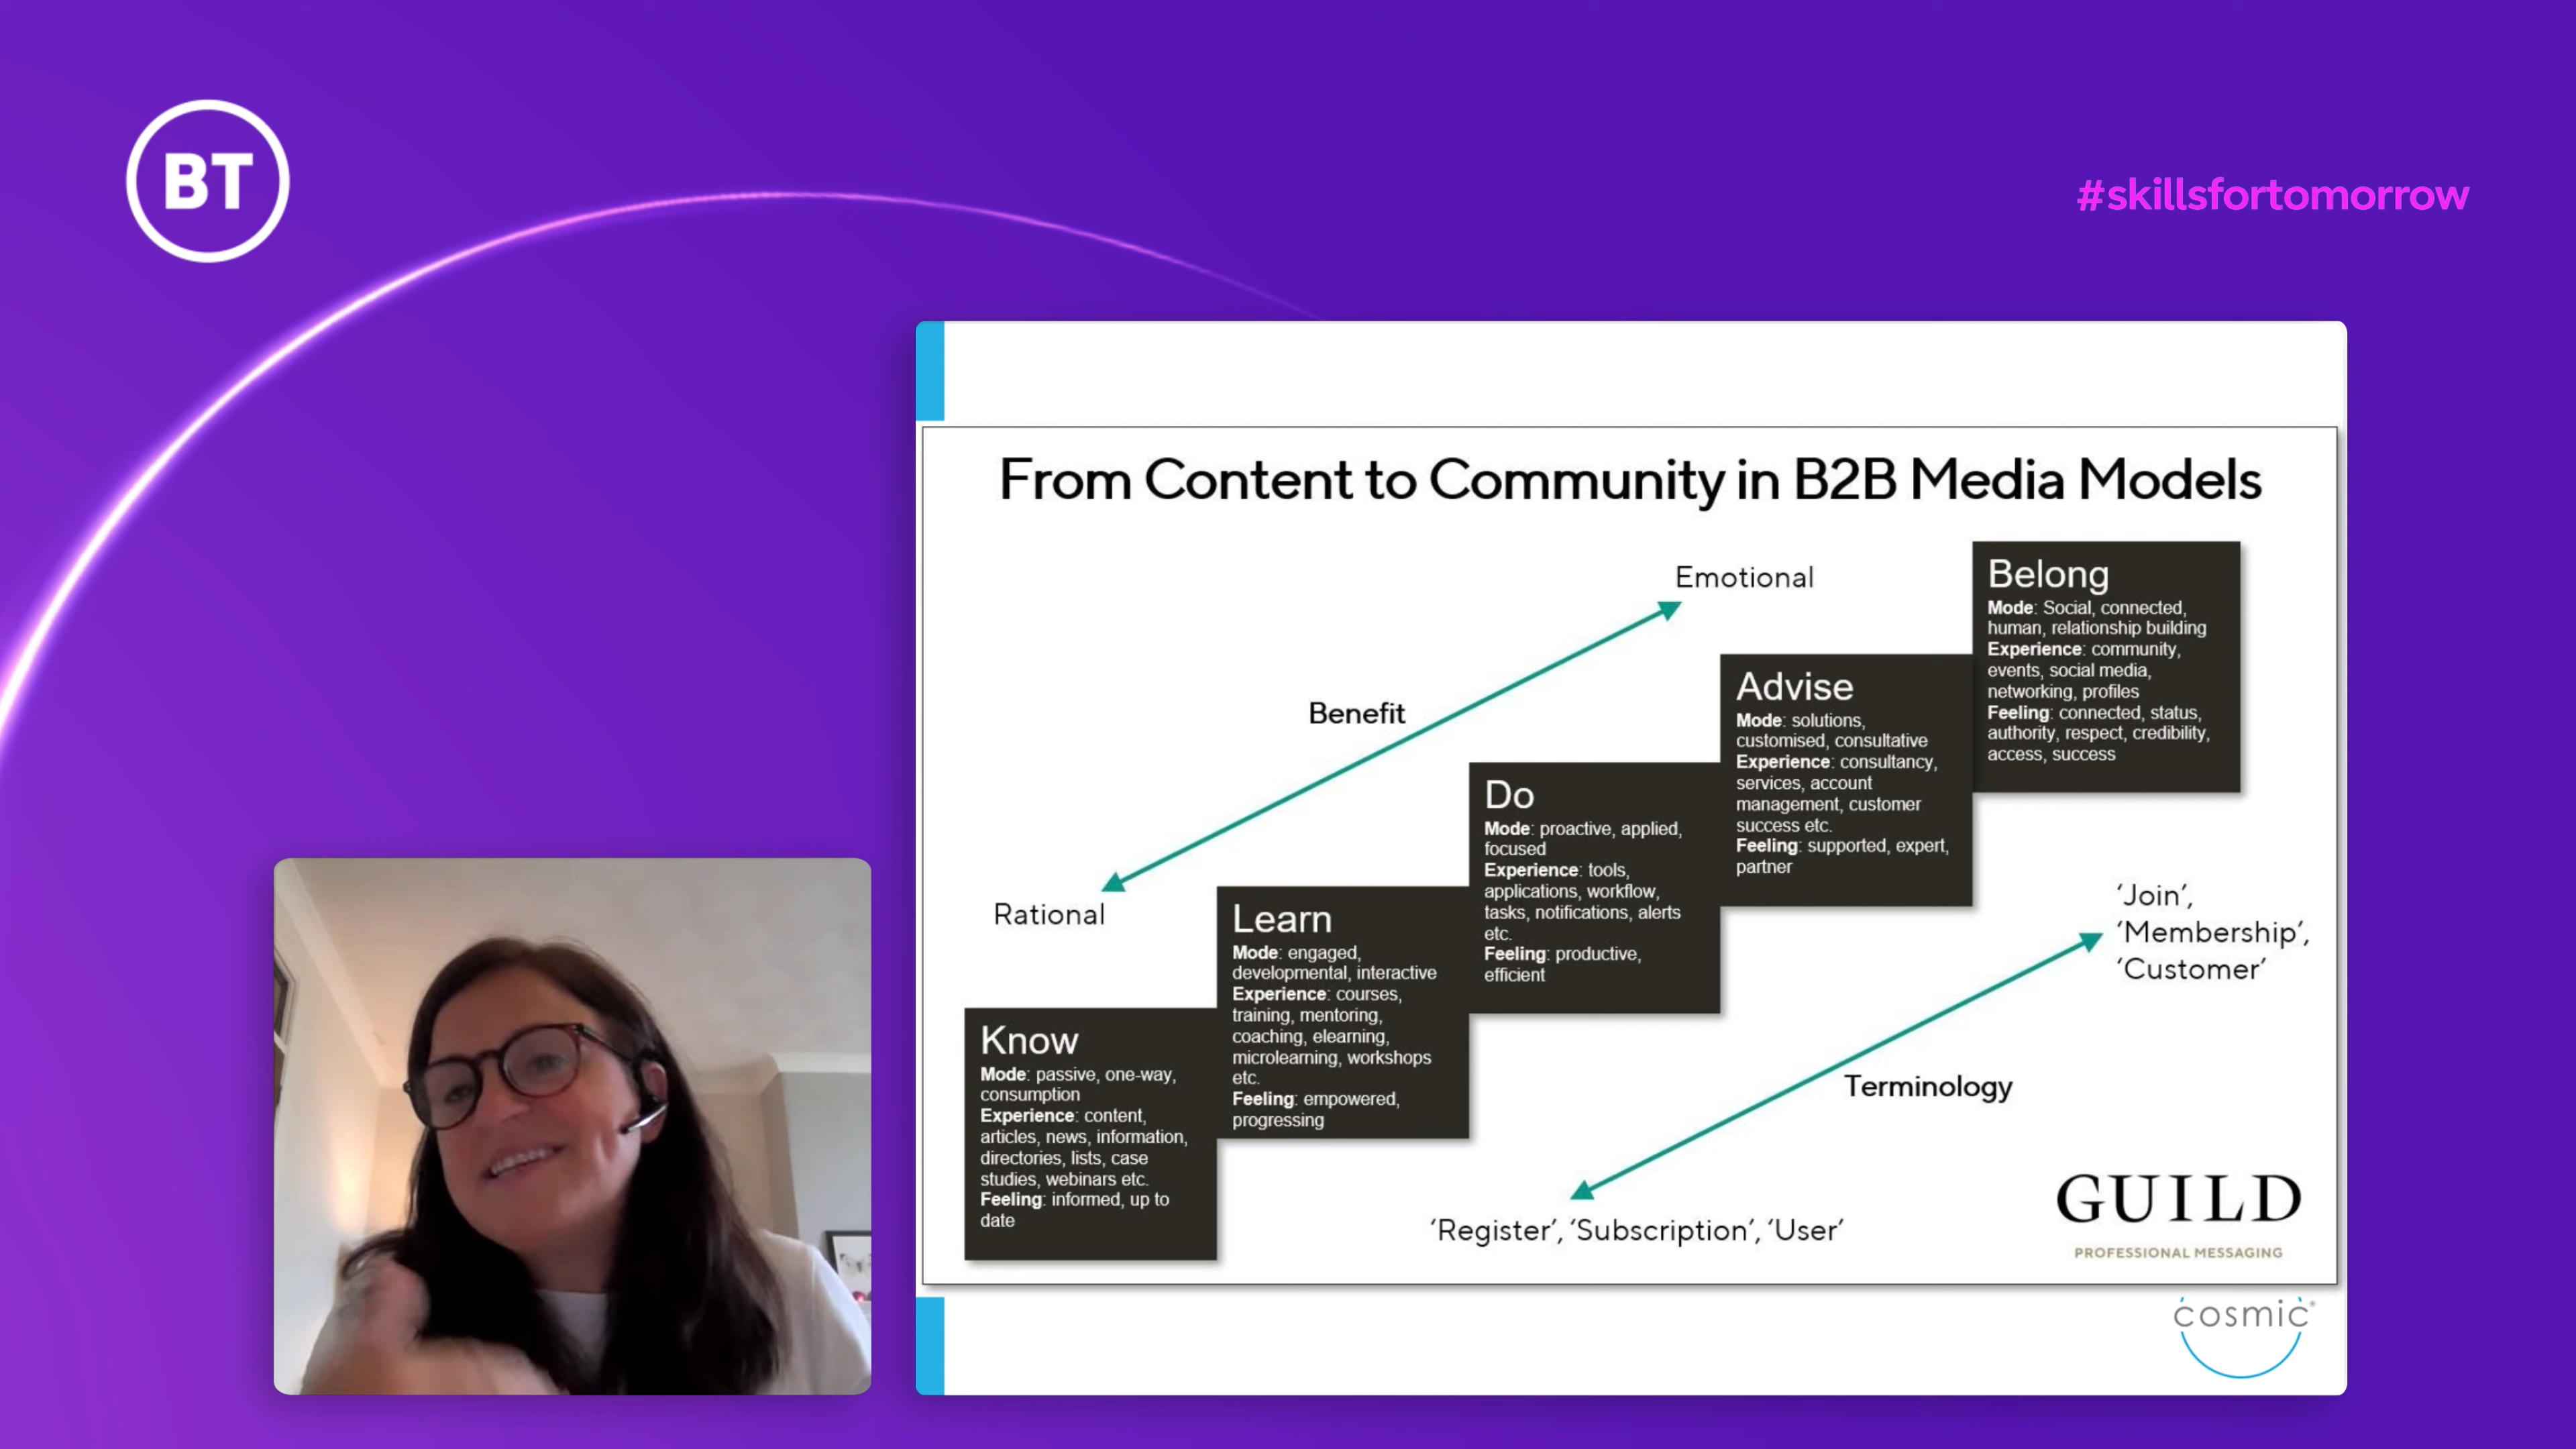 BT
#skillsfortomorrow
From Content to Community in B2B Media Models
Emotional
Benefit
Rational
Know
Mode: passive, one-way,
consumption
Experience: content,
articles, news, information,
directories, lists, case
studies, webinars etc.
Feeling: informed, up to
date
Learn
Mode: engaged,
developmental, interactive
Experience: courses,
training, mentoring,
coaching, elearning,
microlearning, workshops
etc.
Feeling: empowered,
progressing
Do
Mode: proactive, applied,
focused
Experience: tools,
applications, workflow,
tasks, notifications, alerts
etc.
Feeling: productive,
efficient
Advise
Mode: solutions,
customised, consultative
Experience: consultancy,
services, account
management, customer
success etc.
Feeling: supported, expert,
partner
Belong
Mode: Social, connected,
human, relationship building
Experience: community,
events, social media,
networking, profiles
Feeling: connected, status,
authority, respect, credibility,
access, success
‘Join’,
‘Membership’,
‘Customer’
Terminology
‘Register’, ‘Subscription’, ‘User’
GUILD
PROFESSIONAL MESSAGING
cosmic®